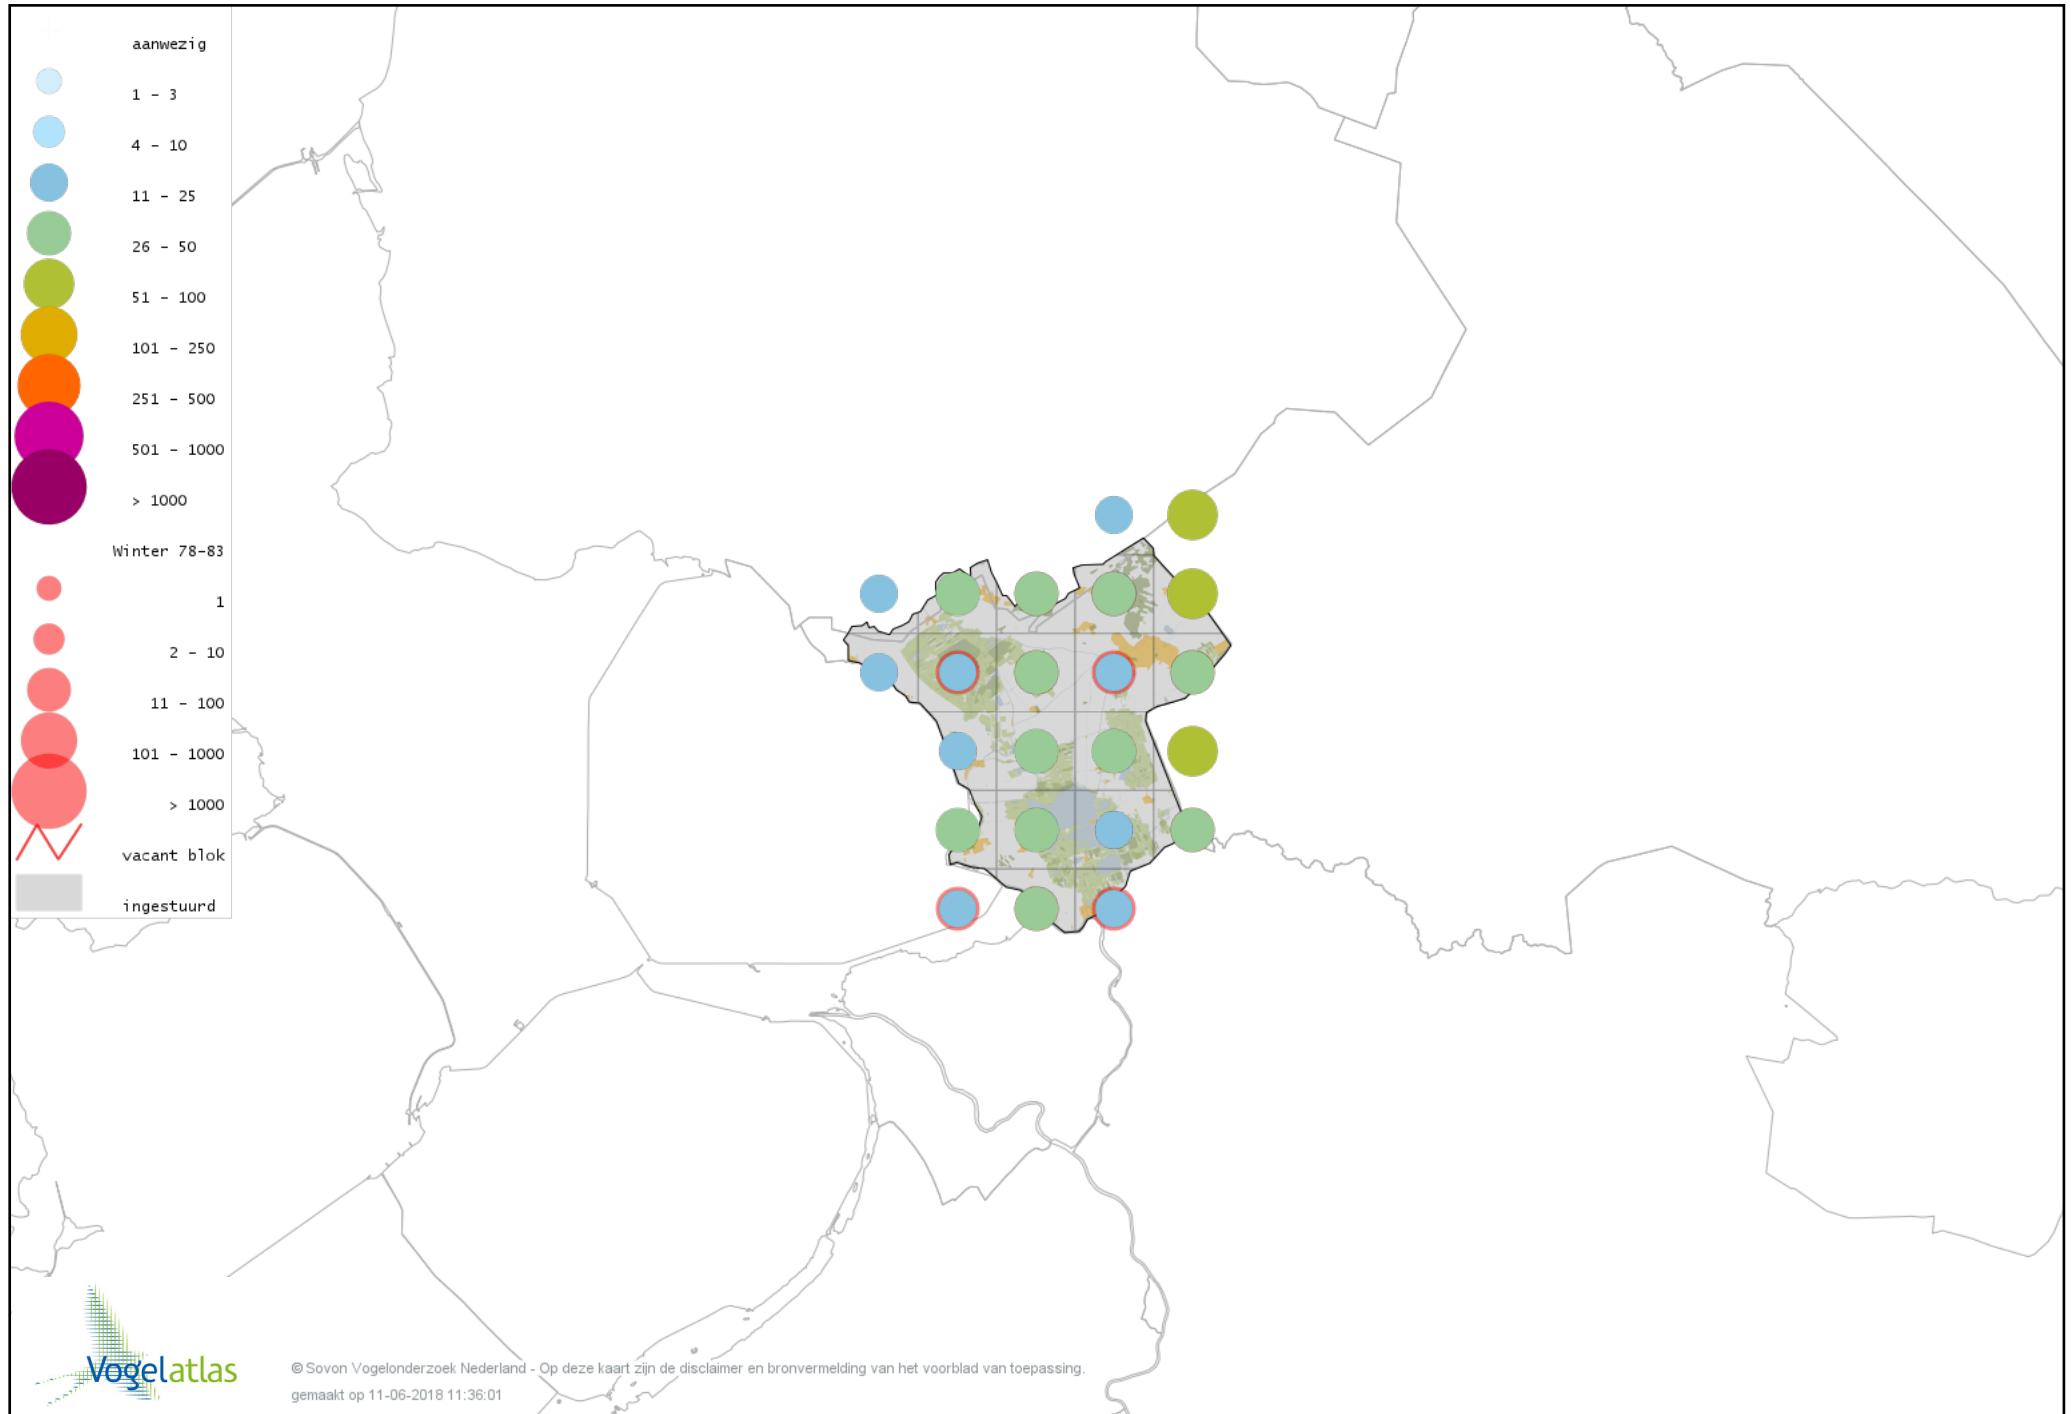 aanwezig
1 - 3
4 - 10
11 - 25
26 - 50
51 - 100
101 - 250
251 - 500
501 - 1000
> 1000
Winter 78-83
1
2 - 10
11 - 100
101 - 1000
> 1000
vacant blok
ingestuurd
Vogelatlas
© Sovon Vogelonderzoek Nederland - Op deze kaart zijn de disclaimer en bronvermelding van het voorblad van toepassing.
gemaakt op 11-06-2018 11:36:01